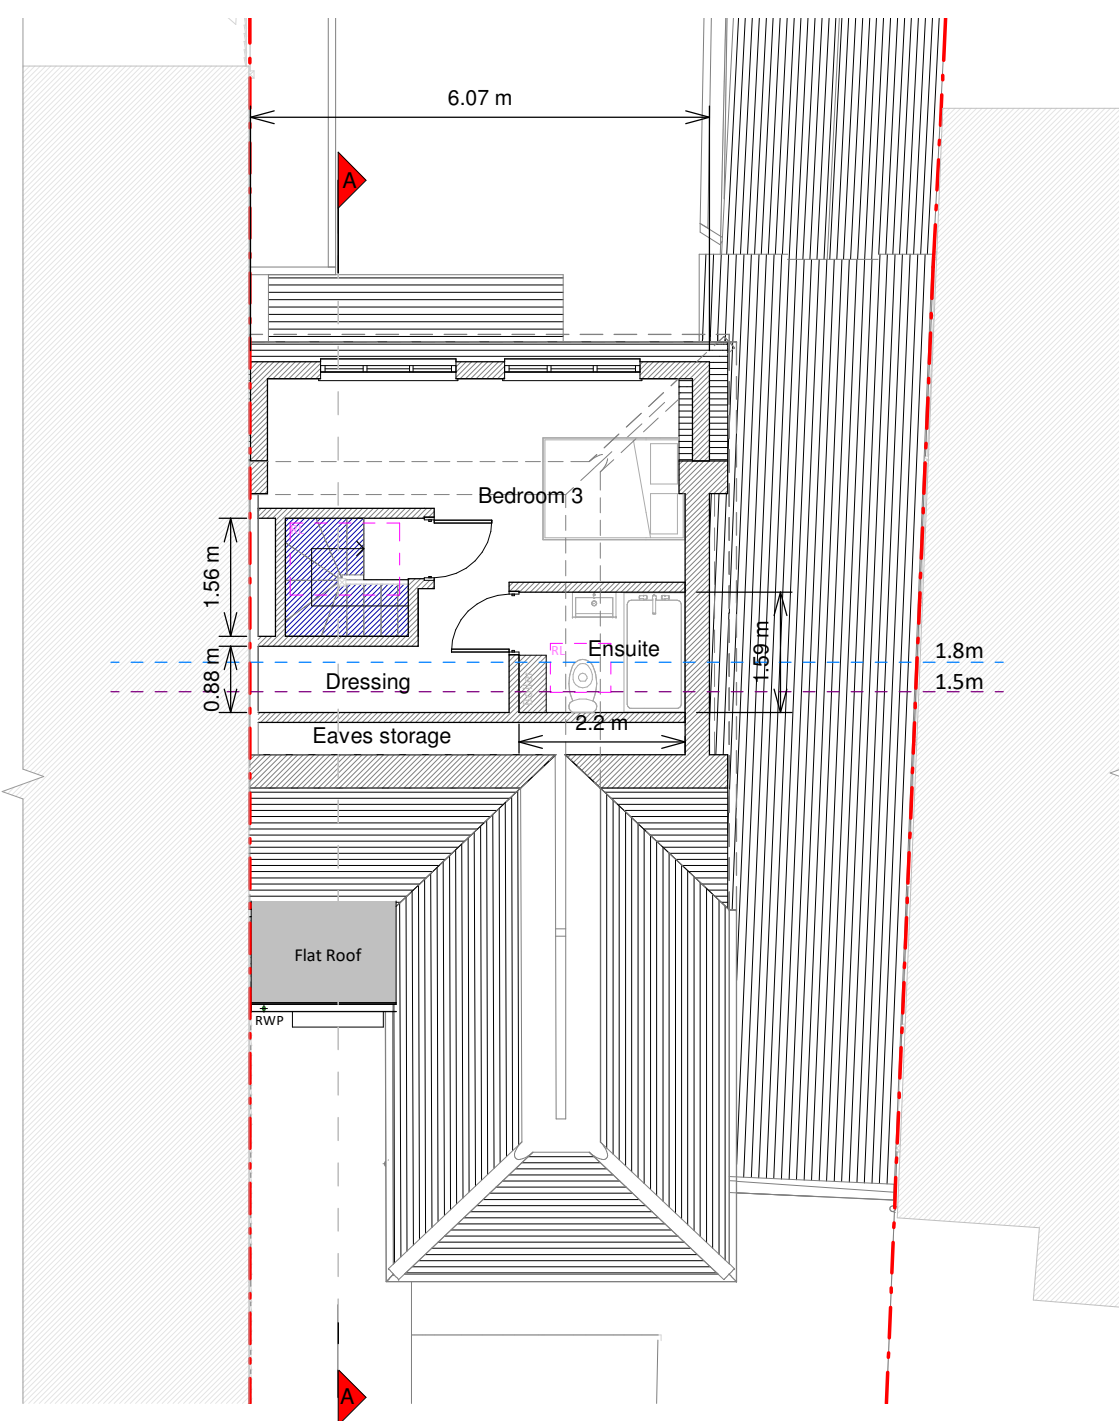 6.07 m
A
Bedroom 3
1.56 m
Ensuite
RL
1.59 m
1.8m
0.88 m
Dressing
1.5m
2.2 m
Eaves storage
Flat Roof
RWP
A